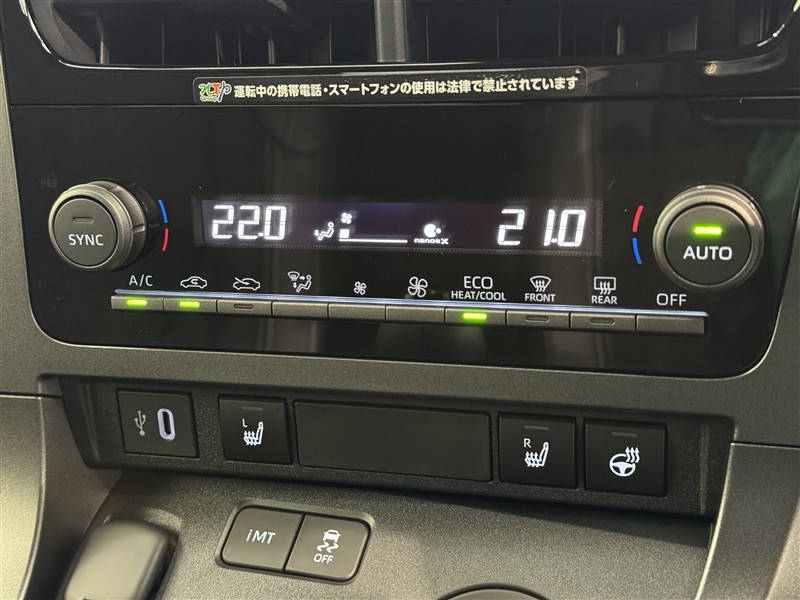 運転中の携帯電話・スマートフォンの使用は法律で禁止されています
22.0
nanoeX
21.0
SYNC
AUTO
A/C
ECO
HEAT/COOL
FRONT
REAR
OFF
L
R
iMT
OFF